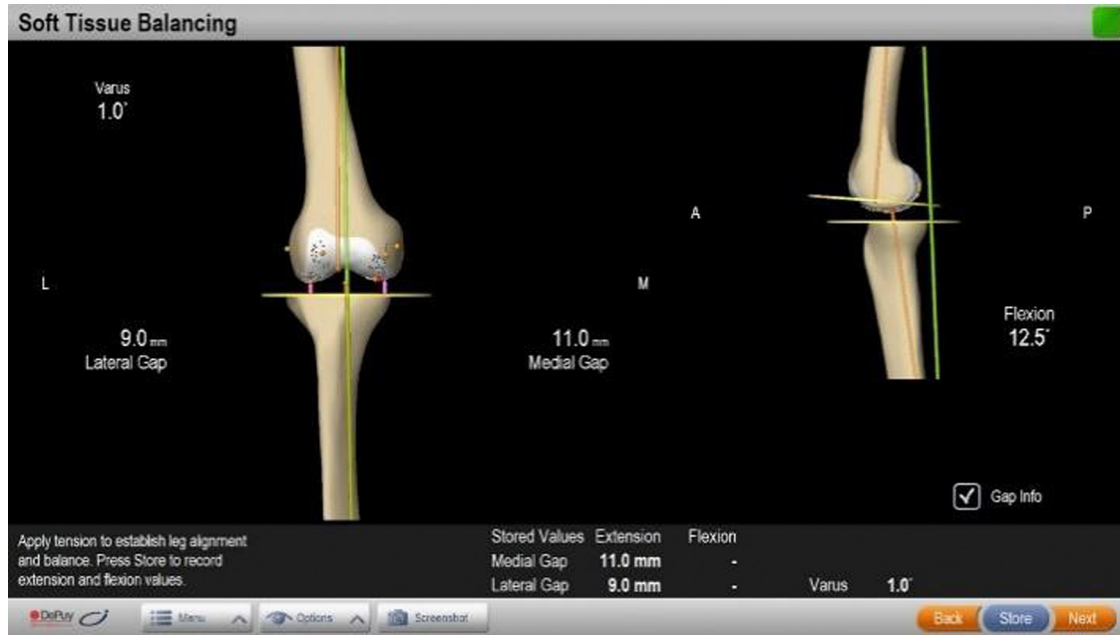 Soft Tissue Balancing
Varus
1.0°
A
P
L
M
9.0 mm
Lateral Gap
11.0 mm
Medial Gap
Flexion
12.5°
Gap Info
Apply tension to establish leg alignment
and balance. Press Store to record
extension and flexion values.
Stored Values Extension Flexion
Medial Gap 11.0 mm -
Lateral Gap 9.0 mm - Varus 1.0°
DePuy Menu Options Screenshot Back Store Next